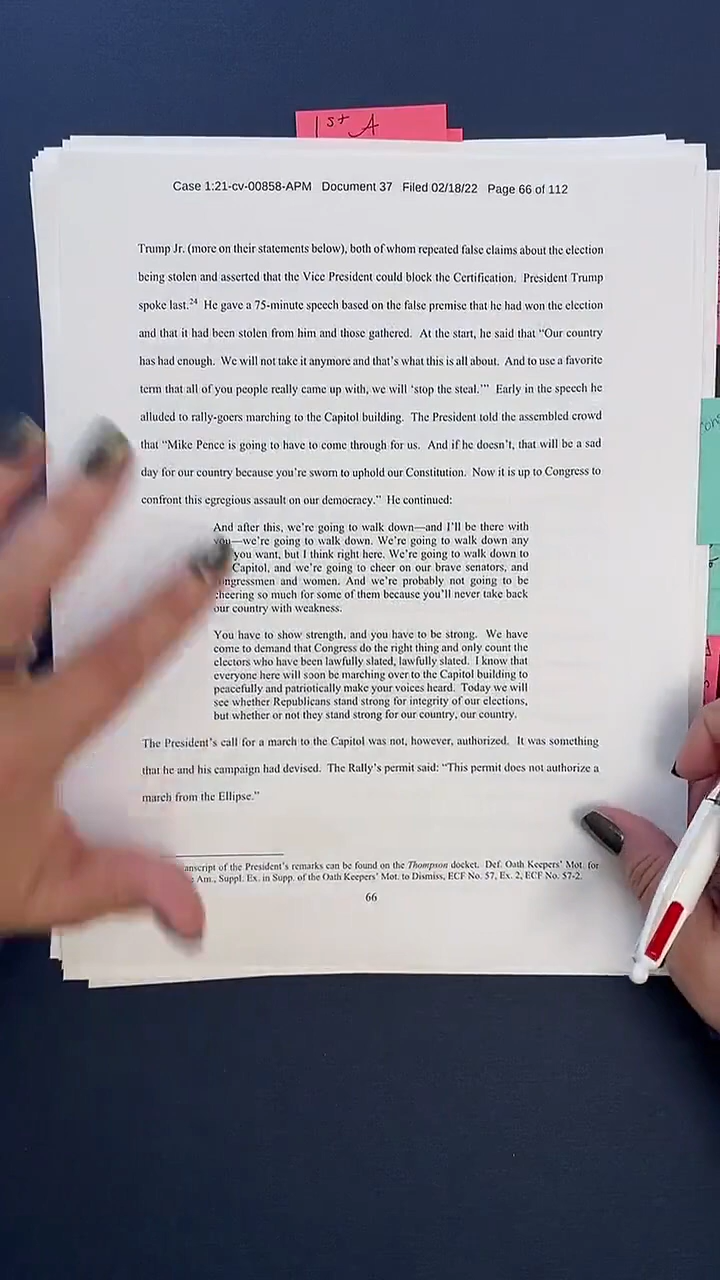 1st A
Case 1:21-cv-00858-APM Document 37 Filed 02/18/22 Page 66 of 112
Trump Jr. (more on their statements below), both of whom repeated false claims about the election
being stolen and asserted that the Vice President could block the Certification. President Trump
spoke last.24 He gave a 75-minute speech based on the false premise that he had won the election
and that it had been stolen from him and those gathered. At the start, he said that “Our country
has had enough. We will not take it anymore and that’s what this is all about. And to use a favorite
term that all of you people really came up with, we will ‘stop the steal.’” Early in the speech he
alluded to rally-goers marching to the Capitol building. The President told the assembled crowd
that “Mike Pence is going to have to come through for us. And if he doesn’t, that will be a sad
day for our country because you’re sworn to uphold our Constitution. Now it is up to Congress to
confront this egregious assault on our democracy.” He continued:
And after this, we’re going to walk down—and I’ll be there with
you—we’re going to walk down. We’re going to walk down any
you want, but I think right here. We’re going to walk down to
Capitol, and we’re going to cheer on our brave senators, and
ngressmen and women. And we’re probably not going to be
cheering so much for some of them because you’ll never take back
our country with weakness.
You have to show strength, and you have to be strong. We have
come to demand that Congress do the right thing and only count the
electors who have been lawfully slated, lawfully slated. I know that
everyone here will soon be marching over to the Capitol building to
peacefully and patriotically make your voices heard. Today we will
see whether Republicans stand strong for integrity of our elections,
but whether or not they stand strong for our country, our country.
The President’s call for a march to the Capitol was not, however, authorized. It was something
that he and his campaign had devised. The Rally’s permit said: “This permit does not authorize a
march from the Ellipse.”
anscript of the President’s remarks can be found on the Thompson docket. Def. Oath Keepers’ Mot. for
Am., Suppl. Ex. in Supp. of the Oath Keepers’ Mot. to Dismiss, ECF No. 57, Ex. 2, ECF No. 57-2.
66